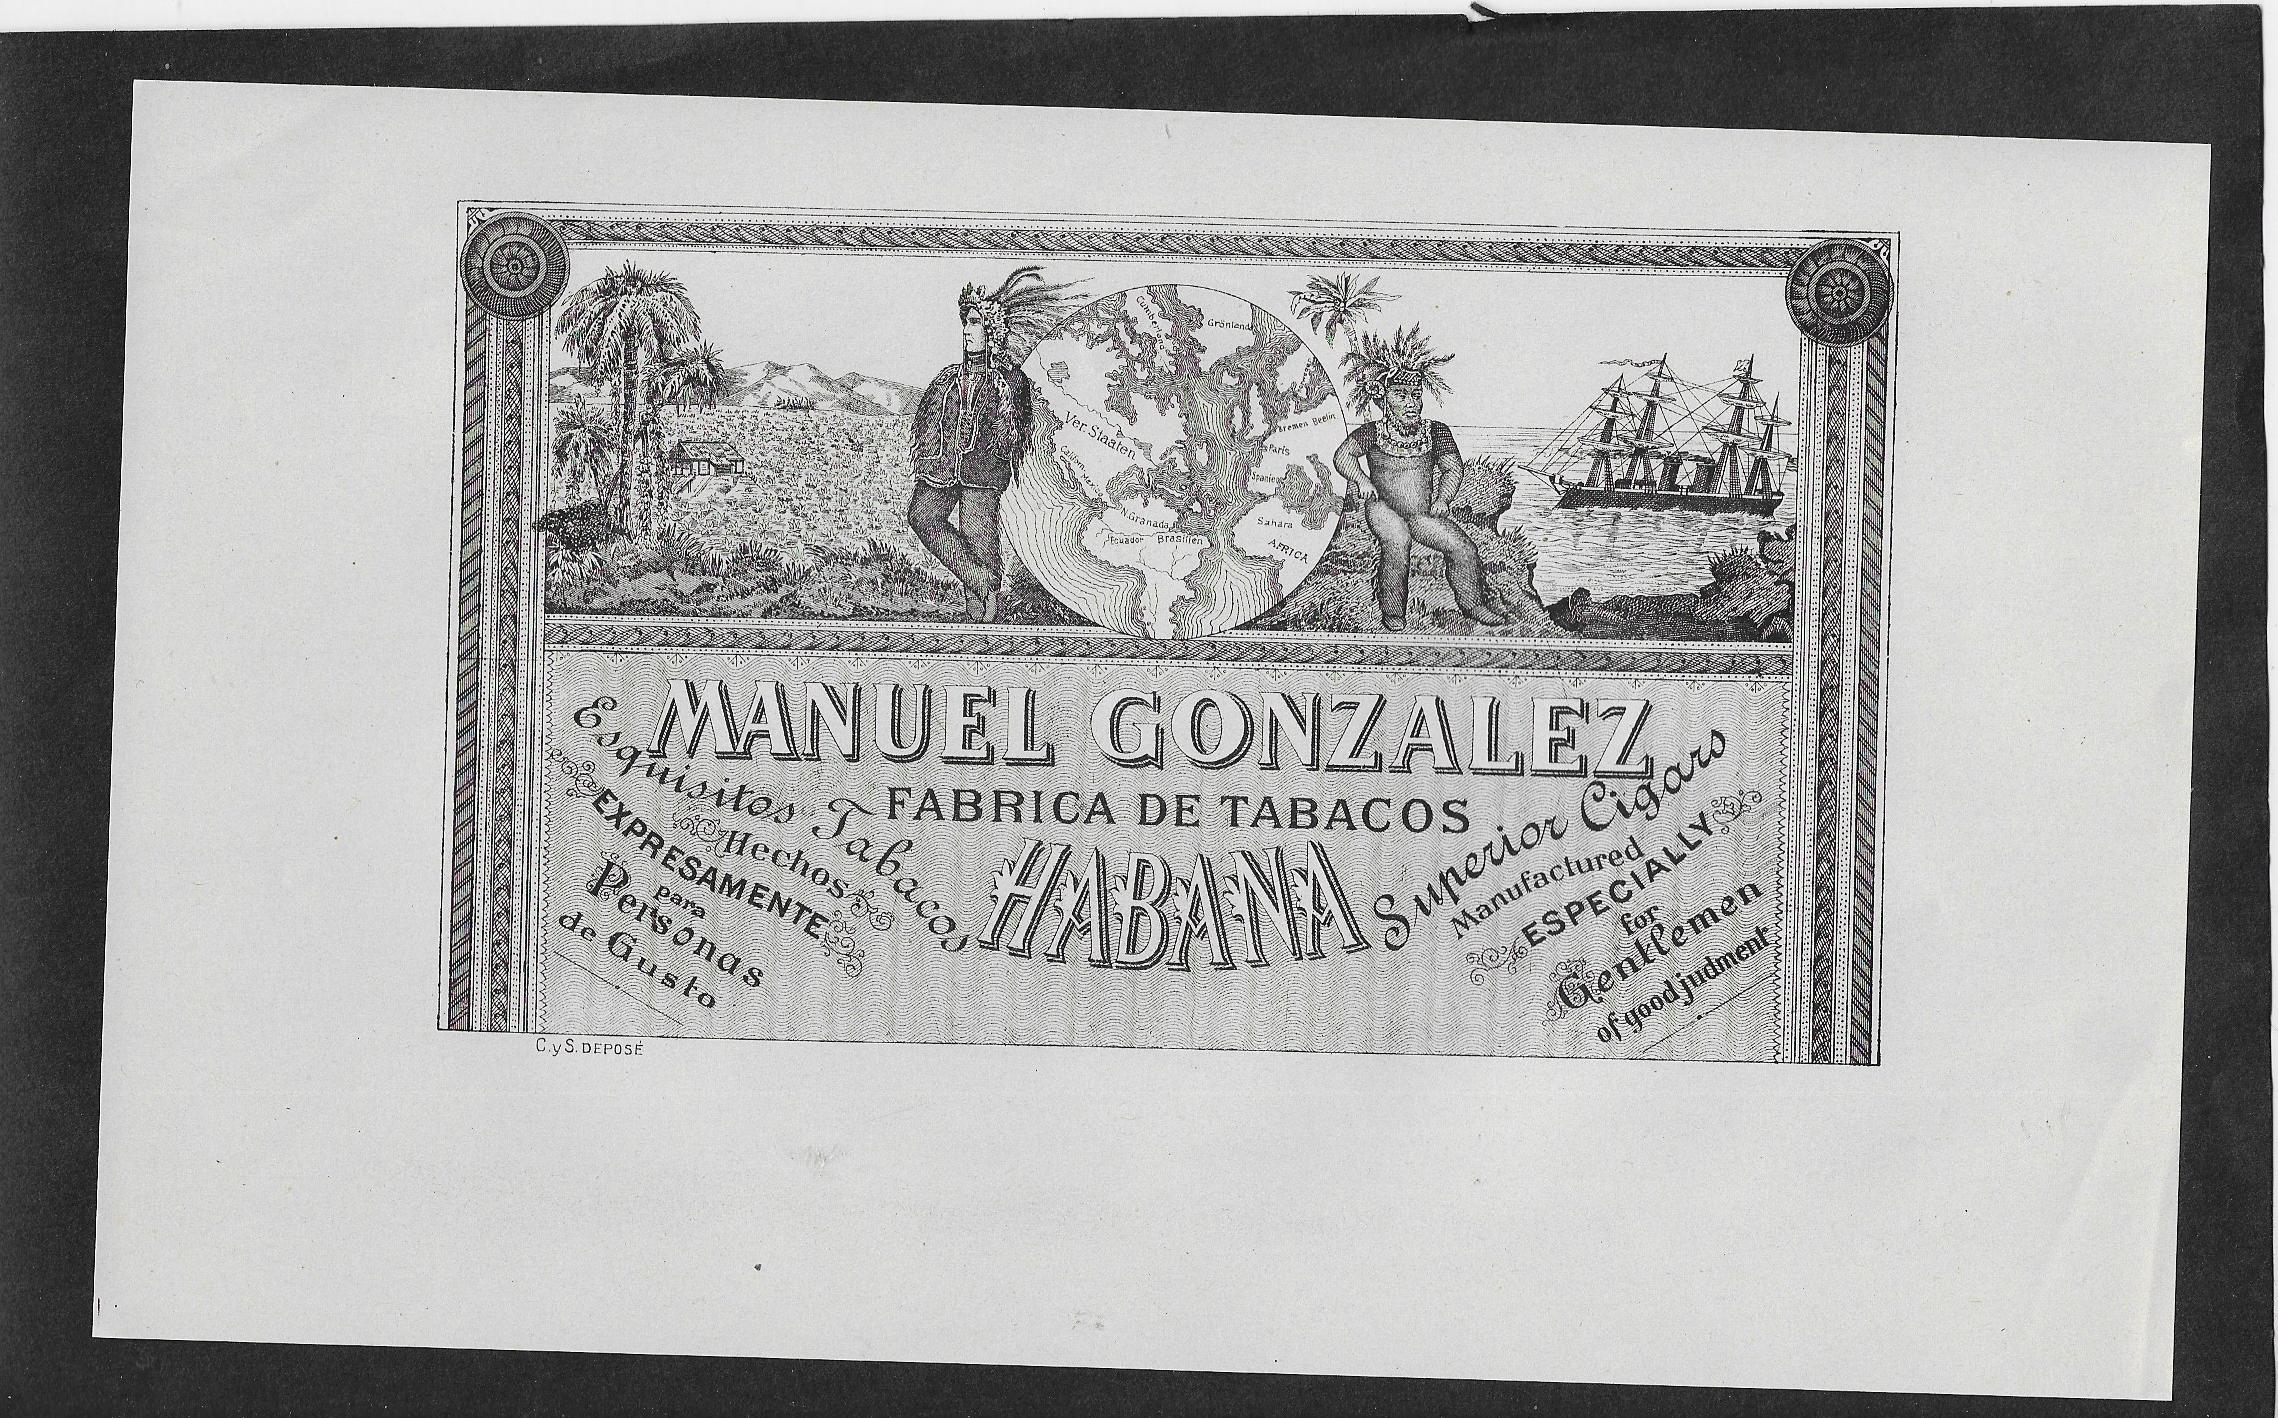 Cumberland
Grönland
Ver. Staaten
Bremen Berlin
Paris
Spanien
N. Granada
Ecuador
Brasilien
Sahara
AFRICA
MANUEL GONZALEZ
FABRICA DE TABACOS
HABANA
Esquisitos Tabacos
Hechos
EXPRESAMENTE
para
Personas
de Gusto
Superior Cigars
Manufactured
ESPECIALLY
for
Gentlemen
of good judment
C. y S. DEPOSÉ